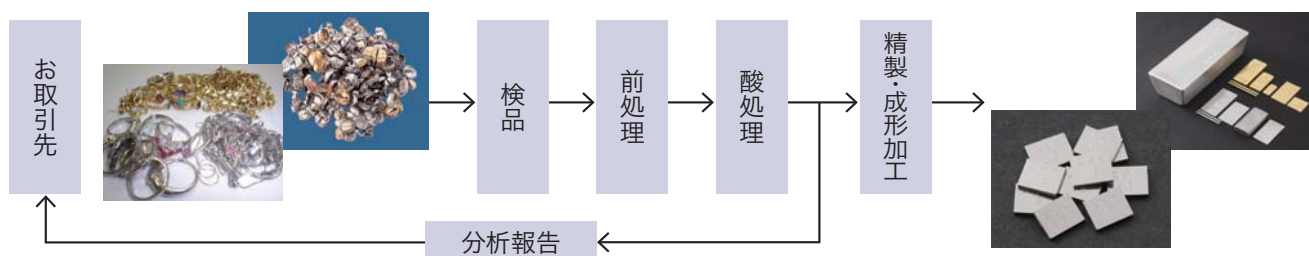 お取引先
検品
前処理
酸処理
精製・成形加工
分析報告